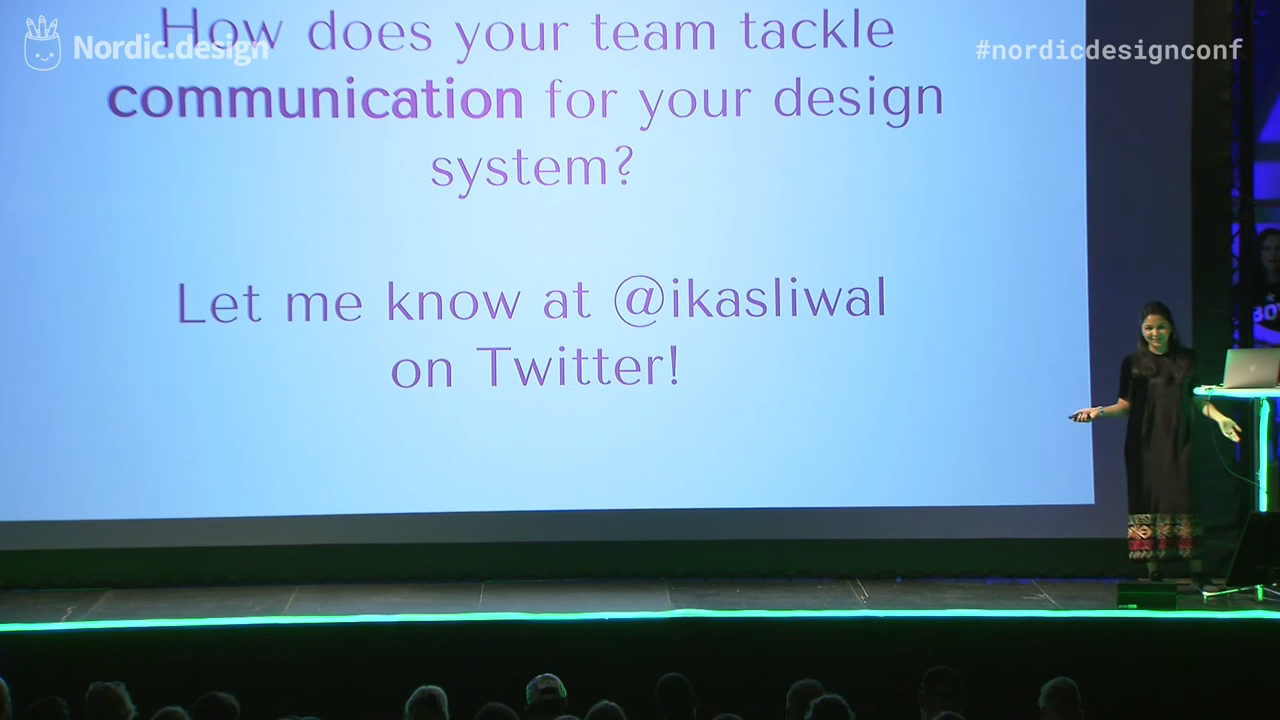 How does your team tackle
communication for your design
system?
Let me know at @ikasliwal
on Twitter!
Nordic.design
#nordicdesignconf